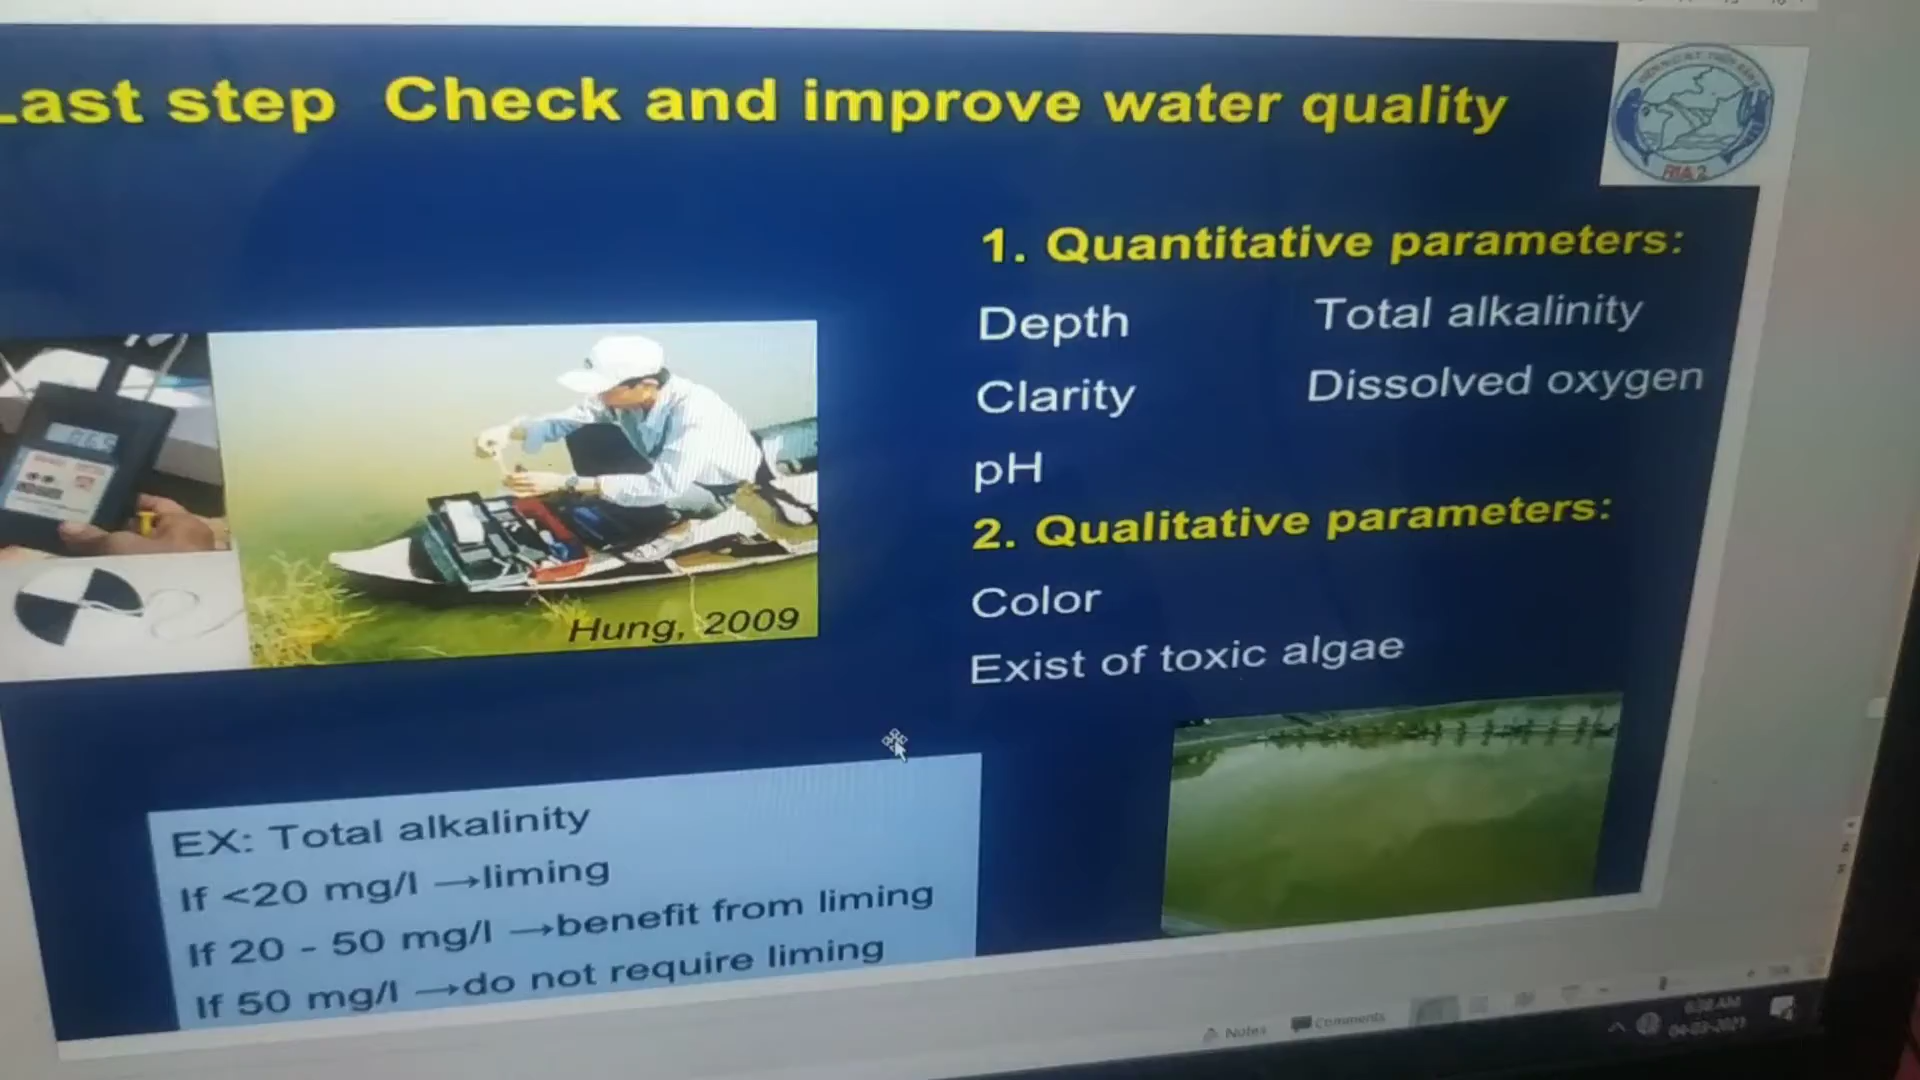 Last step Check and improve water quality
RIA 2
1. Quantitative parameters:
Depth Total alkalinity
Clarity Dissolved oxygen
pH
2. Qualitative parameters:
Color
Exist of toxic algae
Hung, 2009
EX: Total alkalinity
If <20 mg/l →liming
If 20 - 50 mg/l →benefit from liming
If 50 mg/l →do not require liming
Notes Comments